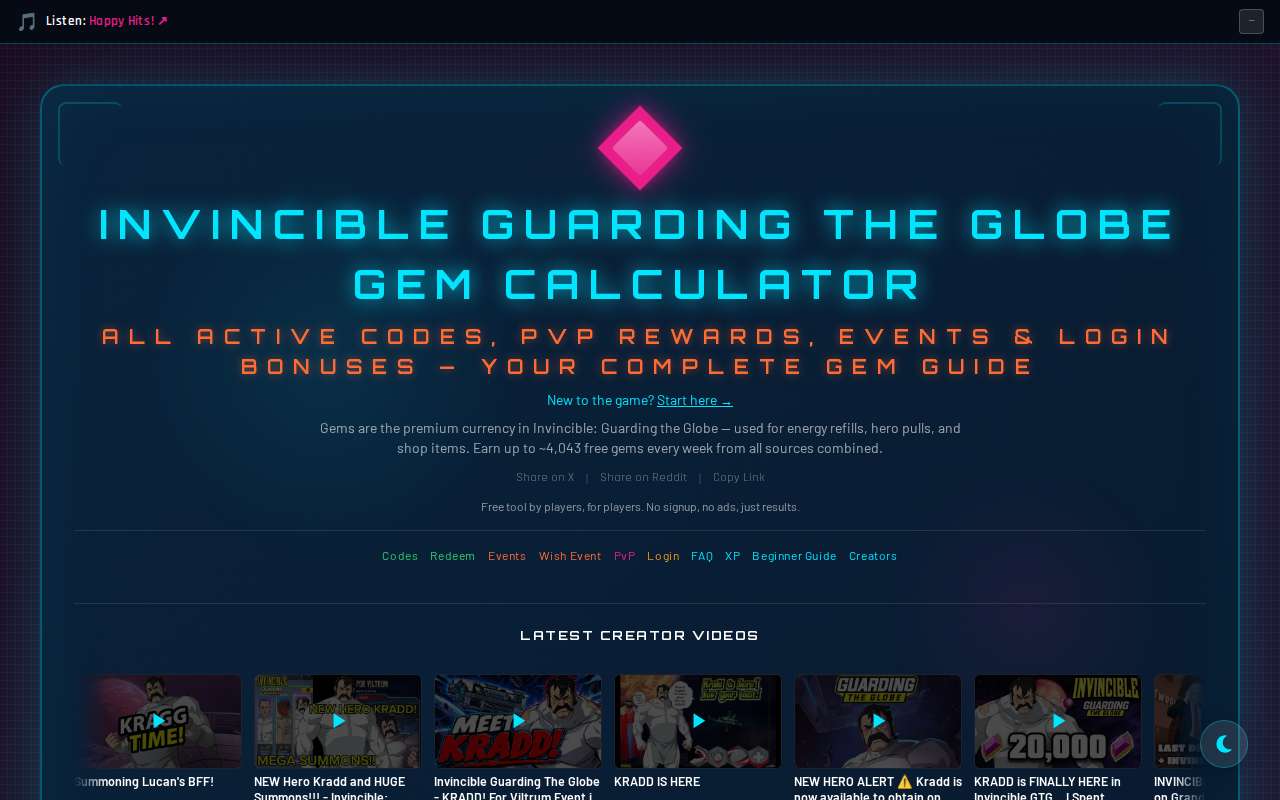 Listen: Happy Hits! ↗
–
INVINCIBLE GUARDING THE GLOBE
GEM CALCULATOR
ALL ACTIVE CODES, PVP REWARDS, EVENTS & LOGIN
BONUSES — YOUR COMPLETE GEM GUIDE
New to the game? Start here →
Gems are the premium currency in Invincible: Guarding the Globe — used for energy refills, hero pulls, and
shop items. Earn up to ~4,043 free gems every week from all sources combined.
Share on X | Share on Reddit | Copy Link
Free tool by players, for players. No signup, no ads, just results.
Codes Redeem Events Wish Event PvP Login FAQ XP Beginner Guide Creators
LATEST CREATOR VIDEOS
KRAGG TIME!
NEW HERO KRADD!
MEGA SUMMONS!
MEET KRADD!
GUARDING THE GLOBE
INVINCIBLE GUARDING THE GLOBE
20,000
Summoning Lucan's BFF!
NEW Hero Kradd and HUGE
Summons!!! - Invincible:
Invincible Guarding The Globe
- KRADD! For Viltrum Event i
KRADD IS HERE
NEW HERO ALERT ⚠️ Kradd is
now available to obtain on
KRADD is FINALLY HERE in
Invincible GTG... I Spent
INVINCIB
on Grand